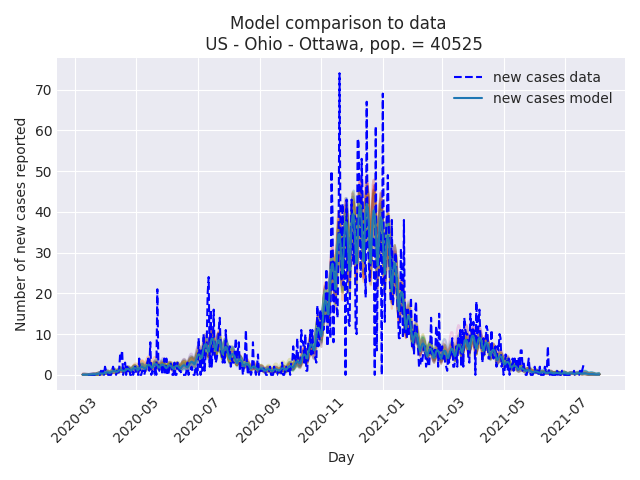 Model comparison to data
US - Ohio - Ottawa, pop. = 40525
new cases data
new cases model
Number of new cases reported
70
60
50
40
30
20
10
0
2020-03
2020-05
2020-07
2020-09
2020-11
2021-01
2021-03
2021-05
2021-07
Day